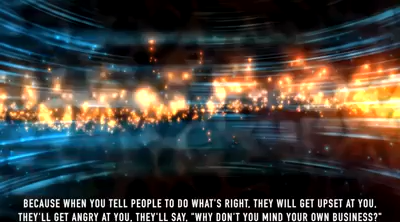 BECAUSE WHEN YOU TELL PEOPLE TO DO WHAT'S RIGHT, THEY WILL GET UPSET AT YOU,
THEY'LL GET ANGRY AT YOU, THEY'LL SAY, "WHY DON'T YOU MIND YOUR OWN BUSINESS?"